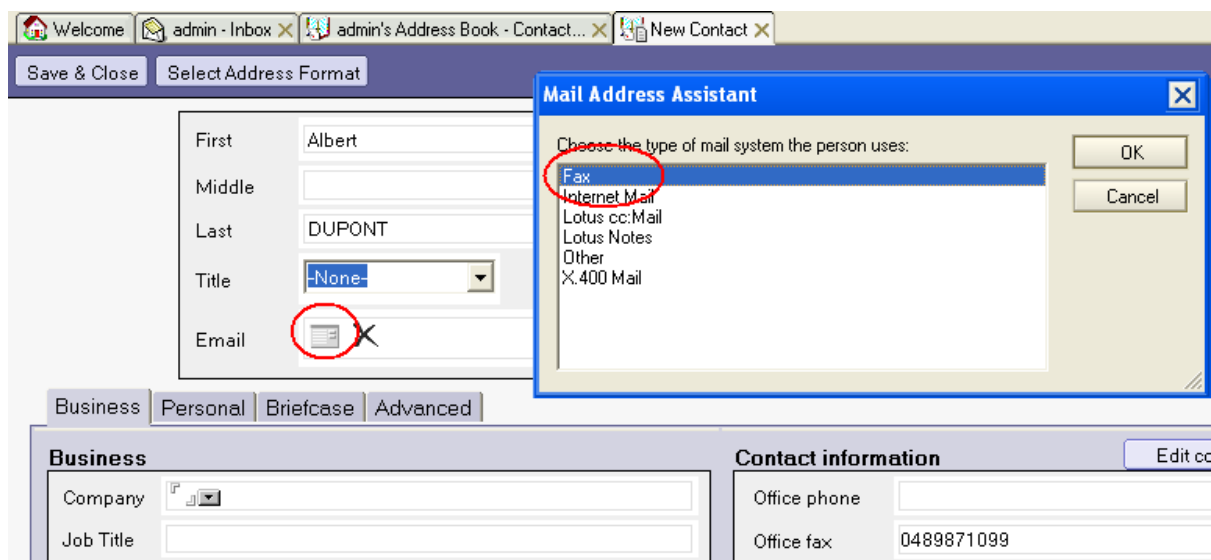 Welcome admin - Inbox admin's Address Book - Contact... New Contact
Save & Close Select Address Format
Mail Address Assistant
Choose the type of mail system the person uses:
OK
Cancel
Fax
Internet Mail
Lotus cc:Mail
Lotus Notes
Other
X.400 Mail
First Albert
Middle
Last DUPONT
Title -None-
Email
Business Personal Briefcase Advanced
Business
Company
Job Title
Contact information Edit co
Office phone
Office fax 0489871099